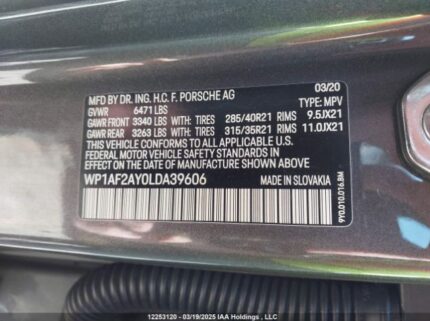 MFD BY DR. ING. H.C. F. PORSCHE AG 03/20
GVWR 6471 LBS TYPE: MPV
GAWR FRONT 3340 LBS WITH TIRES 285/40R21 RIMS 9.5JX21
GAWR REAR 3263 LBS WITH TIRES 315/35R21 RIMS 11.0JX21
THIS VEHICLE CONFORMS TO ALL APPLICABLE U.S.
FEDERAL MOTOR VEHICLE SAFETY STANDARDS IN
EFFECT ON THE DATE OF MANUFACTURE SHOWN ABOVE.
WP1AF2AY0LDA39606 MADE IN SLOVAKIA
9Y0.010.016.BM
12253120 - 03/19/2025 IAA Holdings , LLC